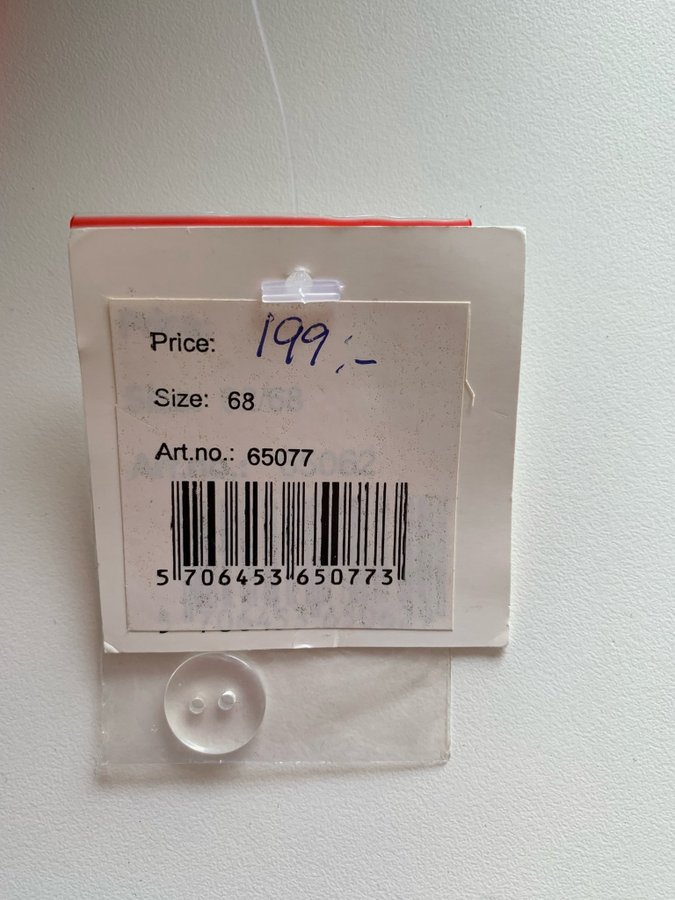 Price: 199,-
Size: 68
Art.no.: 65077
5 706453 650773